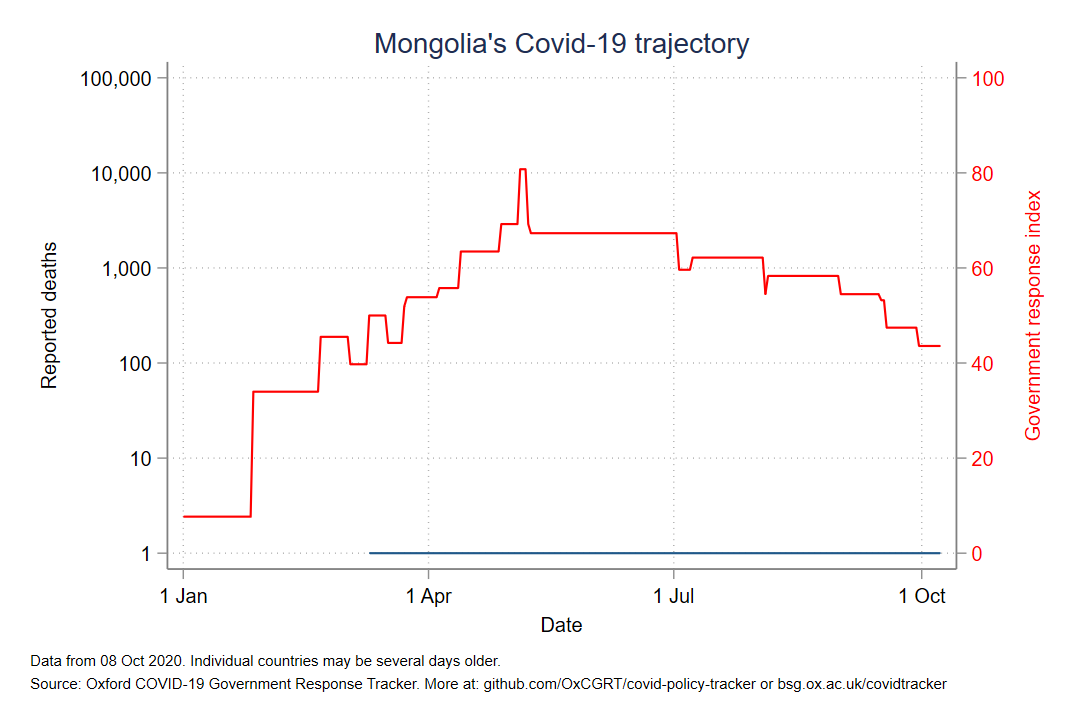 Mongolia's Covid-19 trajectory
100,000
10,000
1,000
100
10
1
Reported deaths
100
80
60
40
20
0
Government response index
1 Jan
1 Apr
1 Jul
1 Oct
Date
Data from 08 Oct 2020. Individual countries may be several days older.
Source: Oxford COVID-19 Government Response Tracker. More at: github.com/OxCGRT/covid-policy-tracker or bsg.ox.ac.uk/covidtracker